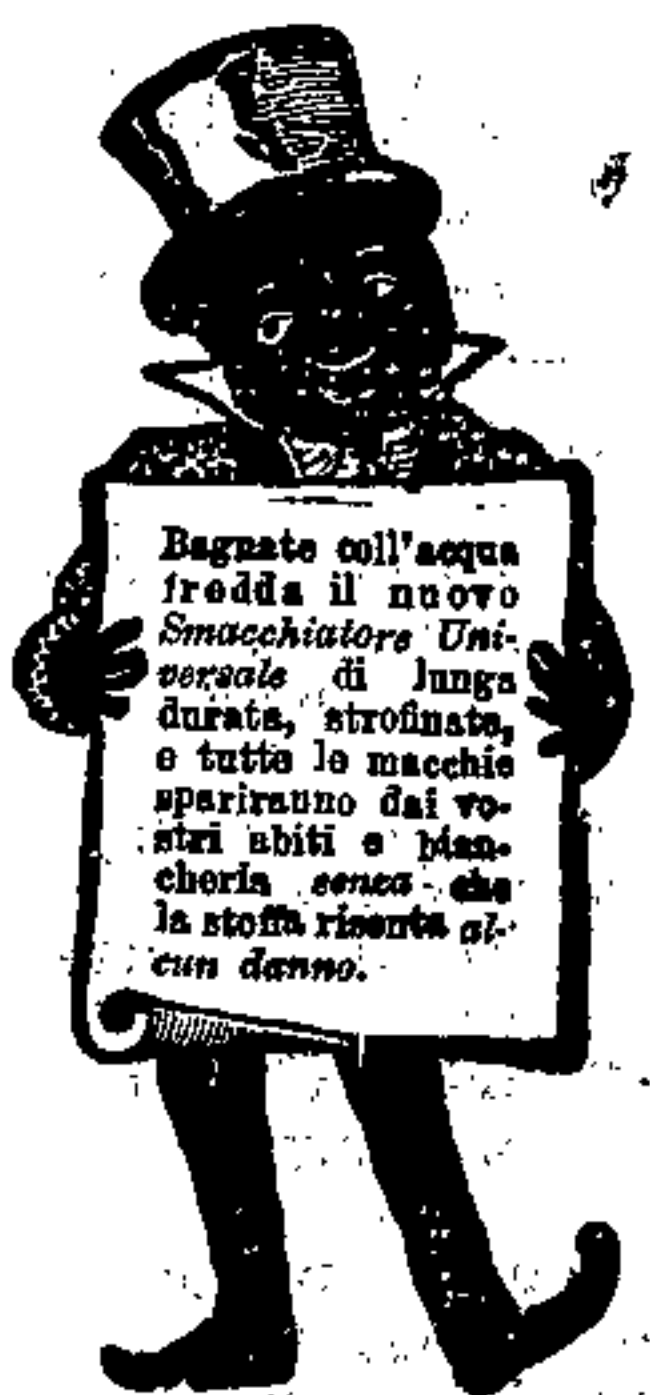 Bagnate coll'acqua
fredda il nuovo
Smacchiatore Uni-
versale di lunga
durata, strofinate,
e tutte le macchie
spariranno dai vo-
stri abiti e bian-
cheria senza che
la stoffa risenta al-
cun danno.